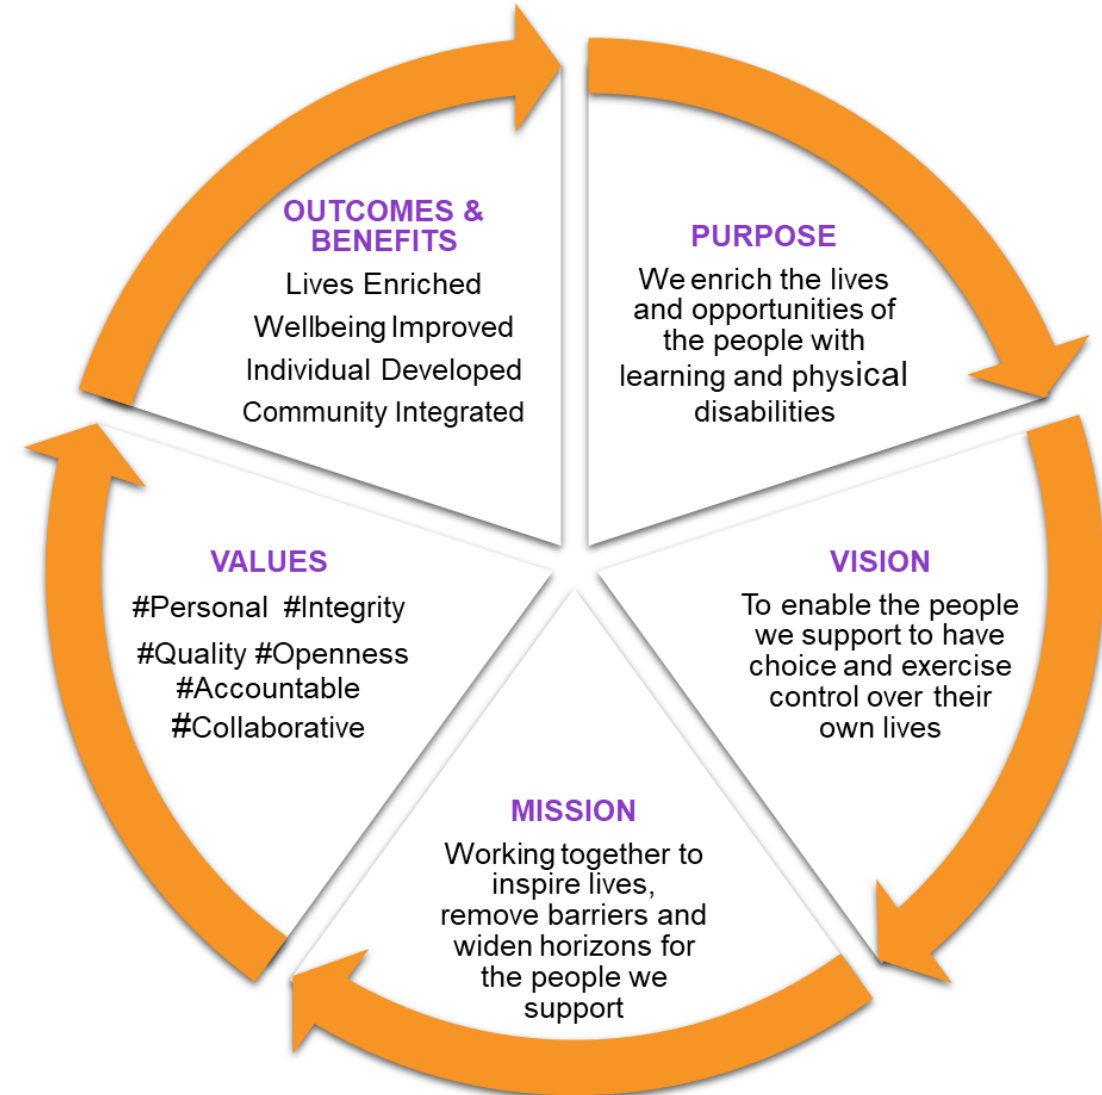 PURPOSE
We enrich the lives
and opportunities of
the people with
learning and physical
disabilities
VISION
To enable the people
we support to have
choice and exercise
control over their
own lives
MISSION
Working together to
inspire lives,
remove barriers and
widen horizons for
the people we
support
VALUES
#Personal #Integrity
#Quality #Openness
#Accountable
#Collaborative
OUTCOMES &
BENEFITS
Lives Enriched
Wellbeing Improved
Individual Developed
Community Integrated